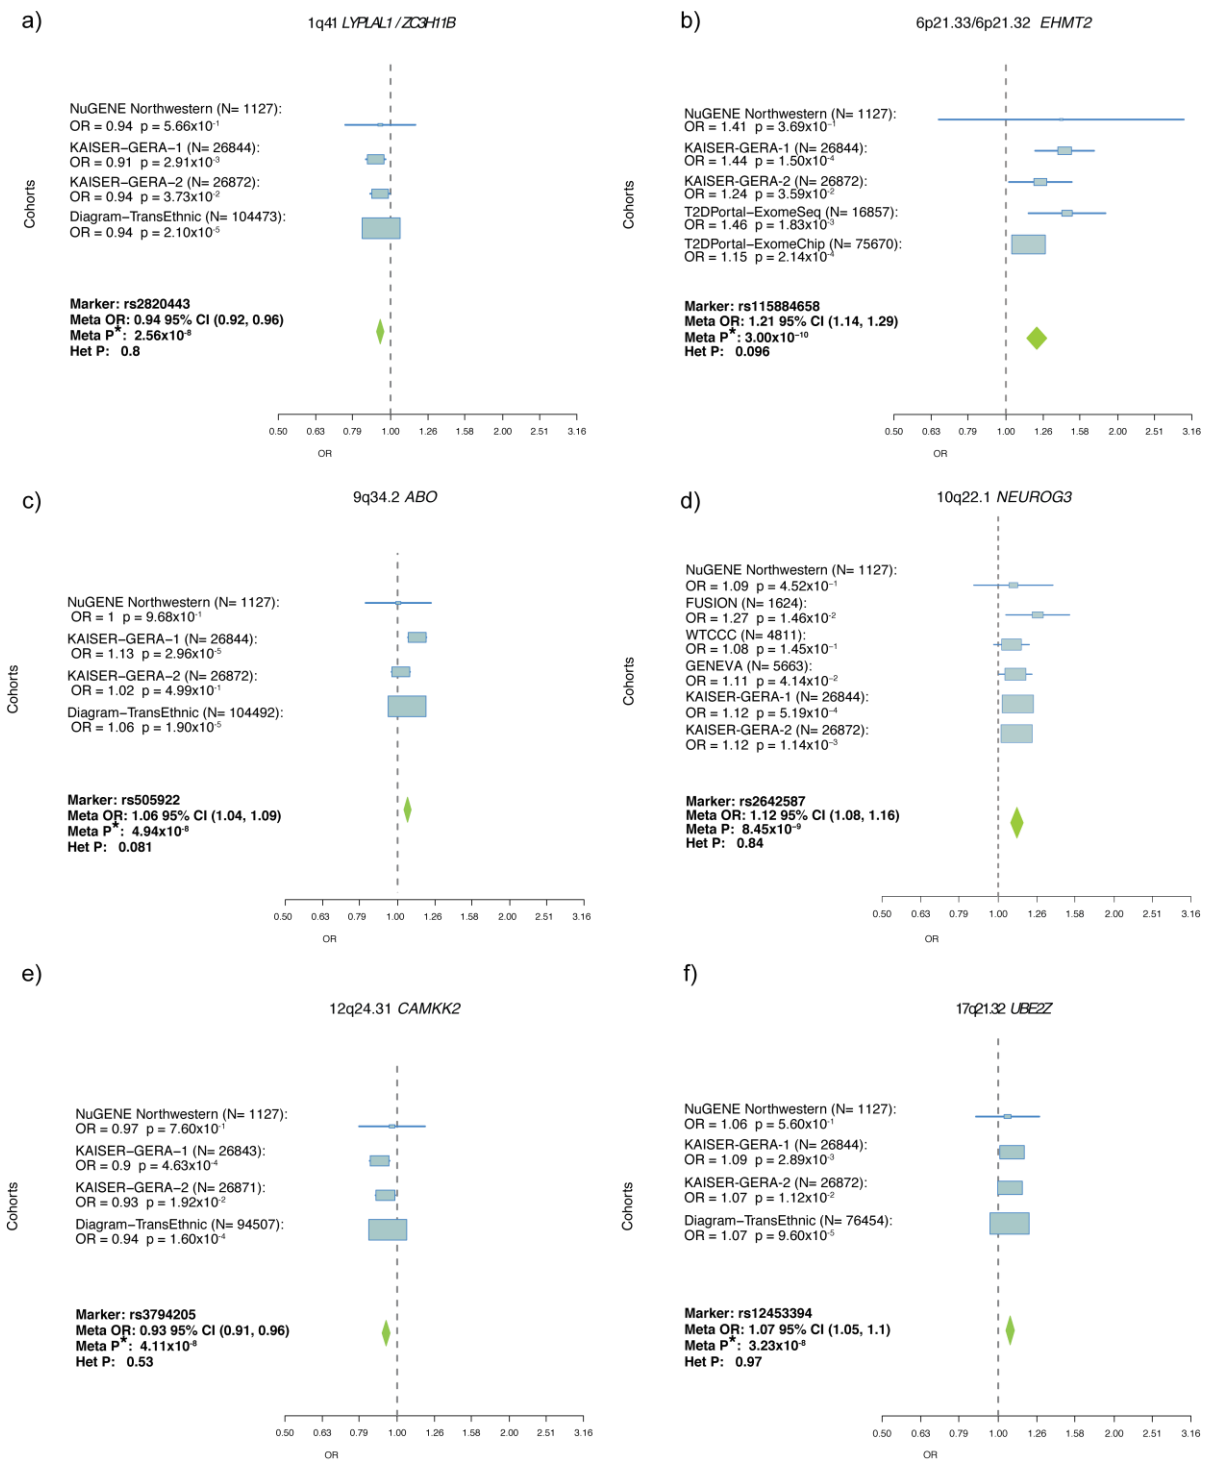 a)
1q41 LYPLAL1 / ZC3H11B
Cohorts
NuGENE Northwestern (N= 1127):
OR = 0.94 p = 5.66x10⁻¹
KAISER−GERA−1 (N= 26844):
OR = 0.91 p = 2.91x10⁻³
KAISER−GERA−2 (N= 26872):
OR = 0.94 p = 3.73x10⁻²
Diagram−TransEthnic (N= 104473):
OR = 0.94 p = 2.10x10⁻⁵
Marker: rs2820443
Meta OR: 0.94 95% CI (0.92, 0.96)
Meta P*: 2.56x10⁻⁸
Het P: 0.8
0.50 0.63 0.79 1.00 1.26 1.58 2.00 2.51 3.16
OR
b)
6p21.33/6p21.32 EHMT2
Cohorts
NuGENE Northwestern (N= 1127):
OR = 1.41 p = 3.69x10⁻¹
KAISER-GERA-1 (N= 26844):
OR = 1.44 p = 1.50x10⁻⁴
KAISER-GERA-2 (N= 26872):
OR = 1.24 p = 3.59x10⁻²
T2DPortal−ExomeSeq (N= 16857):
OR = 1.46 p = 1.83x10⁻³
T2DPortal−ExomeChip (N= 75670):
OR = 1.15 p = 2.14x10⁻⁴
Marker: rs115884658
Meta OR: 1.21 95% CI (1.14, 1.29)
Meta P*: 3.00x10⁻¹⁰
Het P: 0.096
0.50 0.63 0.79 1.00 1.26 1.58 2.00 2.51 3.16
OR
c)
9q34.2 ABO
Cohorts
NuGENE Northwestern (N= 1127):
OR = 1 p = 9.68x10⁻¹
KAISER−GERA−1 (N= 26844):
OR = 1.13 p = 2.96x10⁻⁵
KAISER−GERA−2 (N= 26872):
OR = 1.02 p = 4.99x10⁻¹
Diagram−TransEthnic (N= 104492):
OR = 1.06 p = 1.90x10⁻⁵
Marker: rs505922
Meta OR: 1.06 95% CI (1.04, 1.09)
Meta P*: 4.94x10⁻⁸
Het P: 0.081
0.50 0.63 0.79 1.00 1.26 1.58 2.00 2.51 3.16
OR
d)
10q22.1 NEUROG3
Cohorts
NuGENE Northwestern (N= 1127):
OR = 1.09 p = 4.52x10⁻¹
FUSION (N= 1624):
OR = 1.27 p = 1.46x10⁻²
WTCCC (N= 4811):
OR = 1.08 p = 1.45x10⁻¹
GENEVA (N= 5663):
OR = 1.11 p = 4.14x10⁻²
KAISER-GERA-1 (N= 26844):
OR = 1.12 p = 5.19x10⁻⁴
KAISER-GERA-2 (N= 26872):
OR = 1.12 p = 1.14x10⁻³
Marker: rs2642587
Meta OR: 1.12 95% CI (1.08, 1.16)
Meta P: 8.45x10⁻⁹
Het P: 0.84
0.50 0.63 0.79 1.00 1.26 1.58 2.00 2.51 3.16
OR
e)
12q24.31 CAMKK2
Cohorts
NuGENE Northwestern (N= 1127):
OR = 0.97 p = 7.60x10⁻¹
KAISER−GERA−1 (N= 26843):
OR = 0.9 p = 4.63x10⁻⁴
KAISER−GERA−2 (N= 26871):
OR = 0.93 p = 1.92x10⁻²
Diagram−TransEthnic (N= 94507):
OR = 0.94 p = 1.60x10⁻⁴
Marker: rs3794205
Meta OR: 0.93 95% CI (0.91, 0.96)
Meta P*: 4.11x10⁻⁸
Het P: 0.53
0.50 0.63 0.79 1.00 1.26 1.58 2.00 2.51 3.16
OR
f)
17q21.32 UBE2Z
Cohorts
NuGENE Northwestern (N= 1127):
OR = 1.06 p = 5.60x10⁻¹
KAISER-GERA-1 (N= 26844):
OR = 1.09 p = 2.89x10⁻³
KAISER-GERA-2 (N= 26872):
OR = 1.07 p = 1.12x10⁻²
Diagram−TransEthnic (N= 76454):
OR = 1.07 p = 9.60x10⁻⁵
Marker: rs12453394
Meta OR: 1.07 95% CI (1.05, 1.1)
Meta P*: 3.23x10⁻⁸
Het P: 0.97
0.50 0.63 0.79 1.00 1.26 1.58 2.00 2.51 3.16
OR